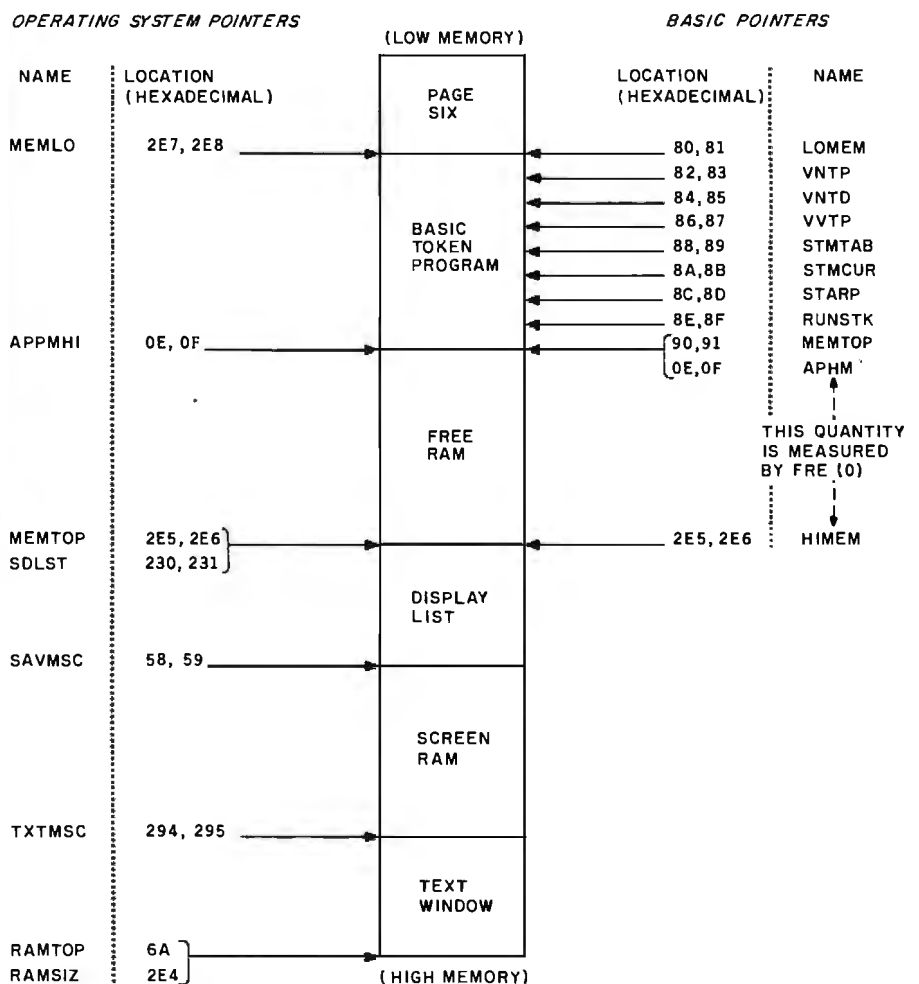 OPERATING SYSTEM POINTERS
BASIC POINTERS
(LOW MEMORY)
NAME
LOCATION
(HEXADECIMAL)
PAGE
SIX
LOCATION
(HEXADECIMAL)
NAME
MEMLO 2E7, 2E8
80, 81 LOMEM
82, 83 VNTP
84, 85 VNTD
86, 87 VVTP
BASIC
TOKEN
PROGRAM
88, 89 STMTAB
8A, 8B STMCUR
8C, 8D STARP
8E, 8F RUNSTK
APPMHI 0E, 0F
90, 91 MEMTOP
0E, 0F APHM
FREE
RAM
THIS QUANTITY
IS MEASURED
BY FRE (0)
MEMTOP 2E5, 2E6
SDLST 230, 231
2E5, 2E6 HIMEM
DISPLAY
LIST
SAVMSC 58, 59
SCREEN
RAM
TXTMSC 294, 295
TEXT
WINDOW
RAMTOP 6A
RAMSIZ 2E4
(HIGH MEMORY)